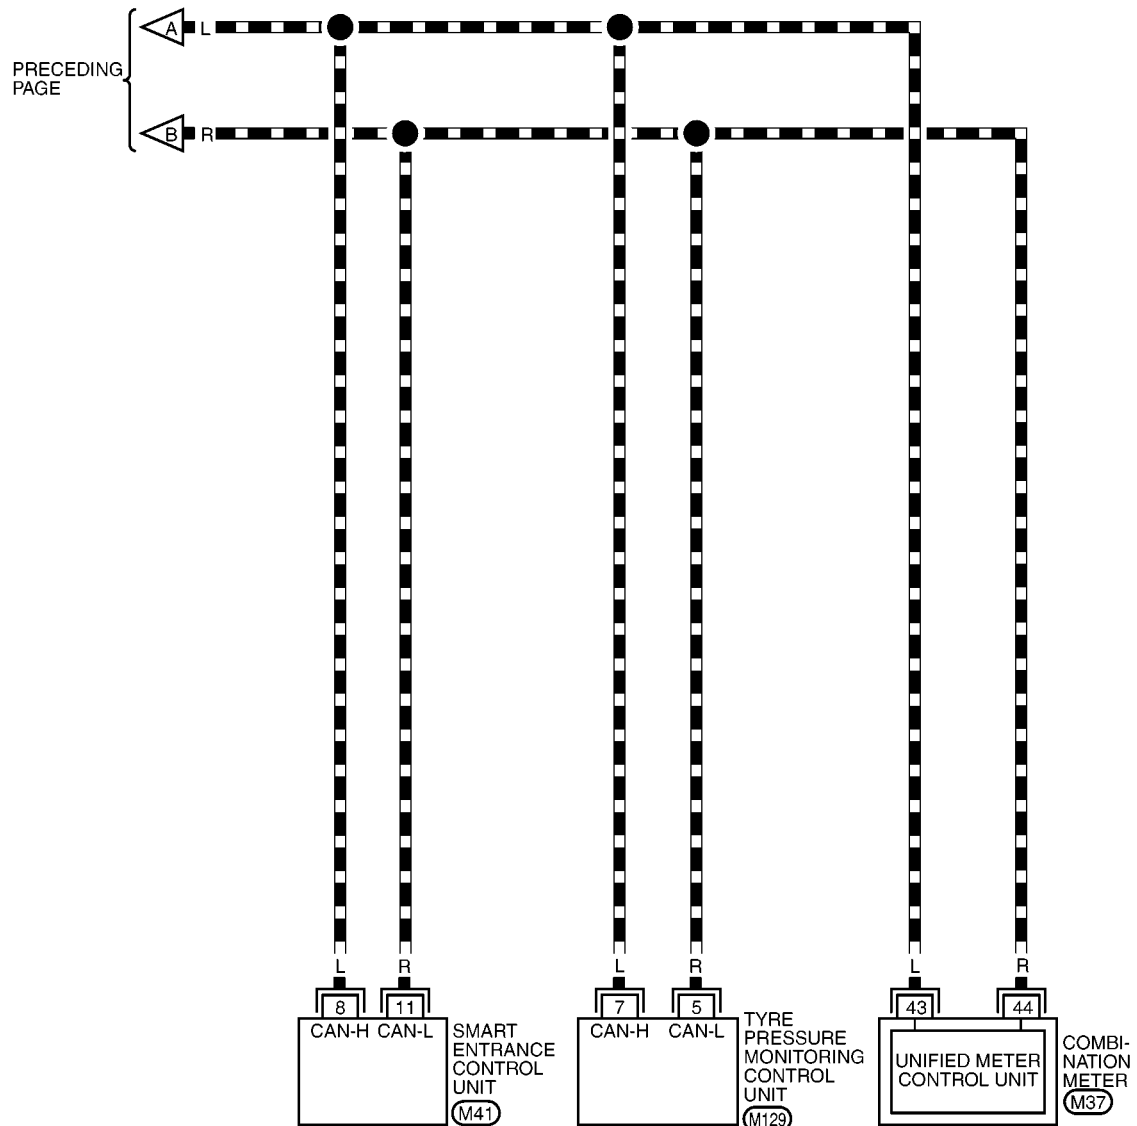 A L
PRECEDING
PAGE
B R
L R L R L R
8 11 7 5 43 44
CAN-H CAN-L
SMART
ENTRANCE
CONTROL
UNIT
M41
CAN-H CAN-L
TYRE
PRESSURE
MONITORING
CONTROL
UNIT
M129
UNIFIED METER
CONTROL UNIT
COMBI-
NATION
METER
M37